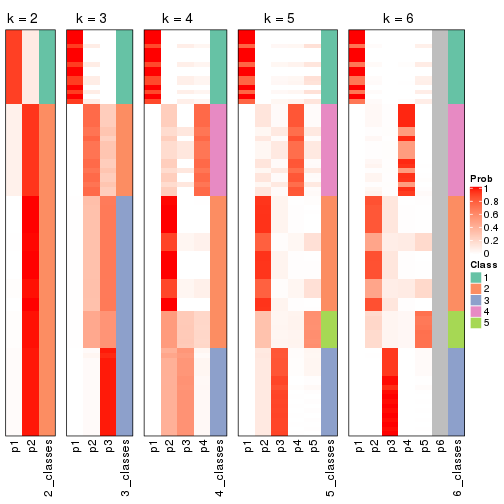 k = 2
k = 3
k = 4
k = 5
k = 6
Prob
1
0.8
0.6
0.4
0.2
0
Class
1
2
3
4
5
p1
p2
2_classes
p1
p2
p3
3_classes
p1
p2
p3
p4
4_classes
p1
p2
p3
p4
p5
5_classes
p1
p2
p3
p4
p5
p6
6_classes